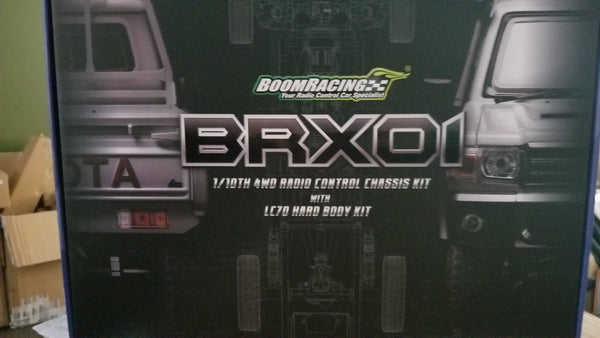 BOOMRACING
®
Your Radio Control Car Specialist
BRX01
OTA
1/10TH 4WD RADIO CONTROL CHASSIS KIT
WITH
LC70 HARD BODY KIT